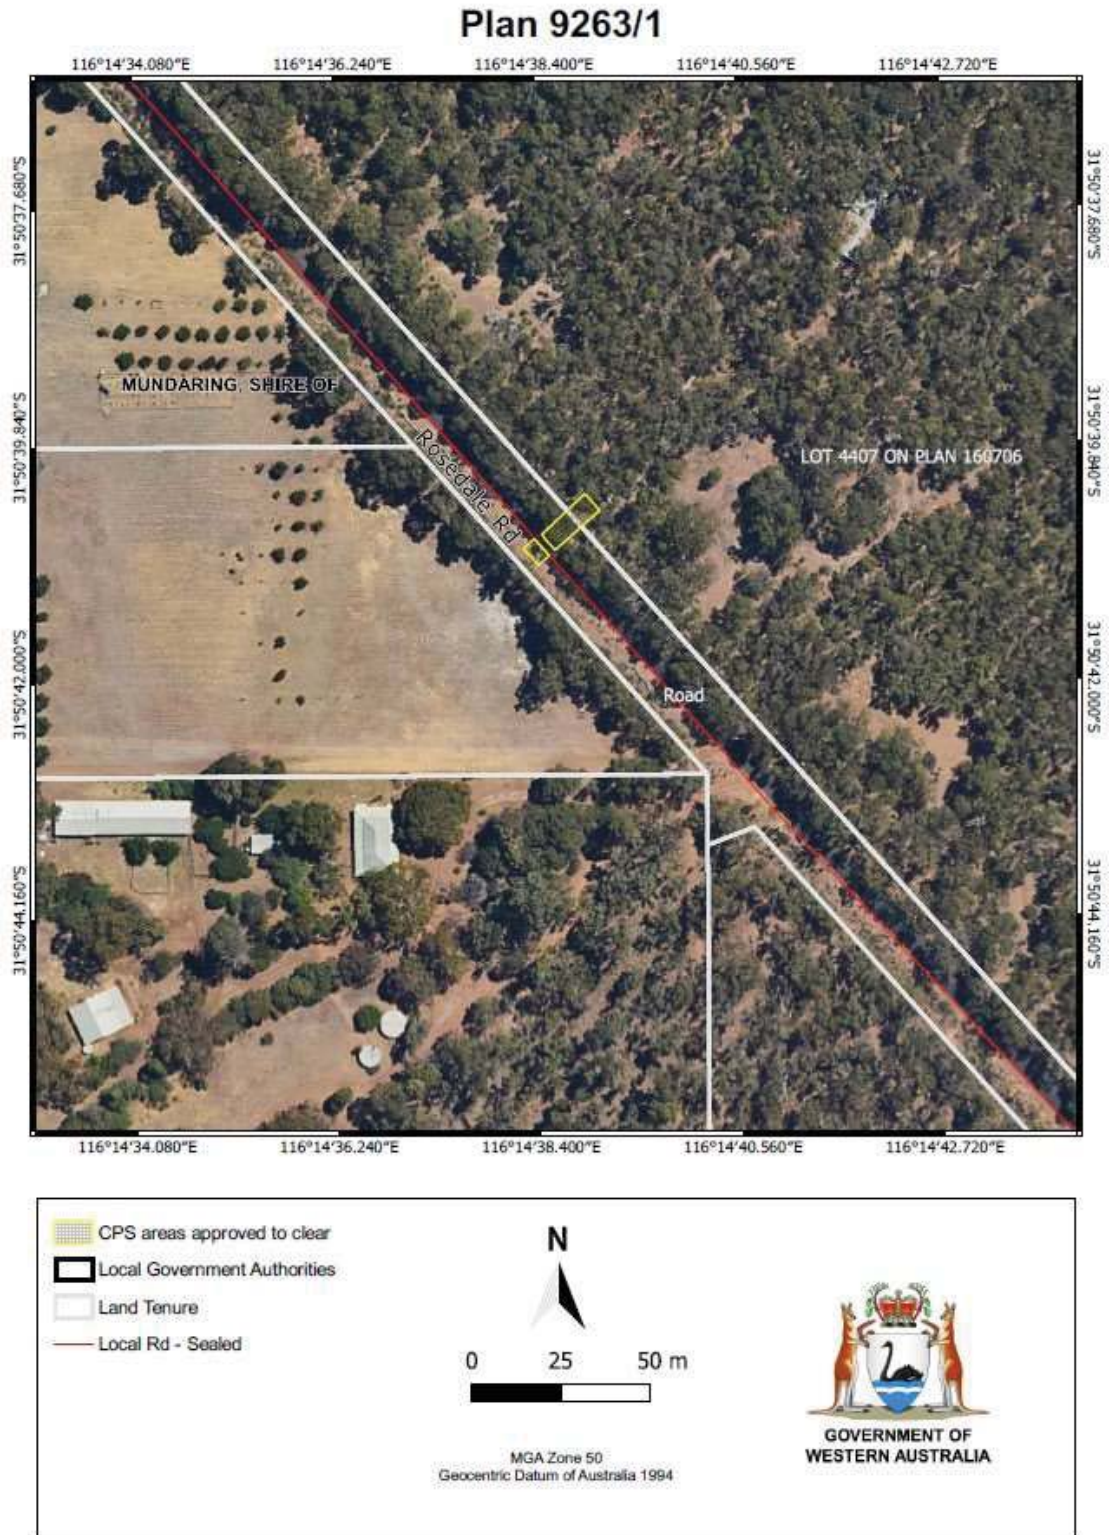 Plan 9263/1
116°14'34.080"E 116°14'36.240"E 116°14'38.400"E 116°14'40.560"E 116°14'42.720"E
31°50'37.680"S
31°50'37.680"S
MUNDARING, SHIRE OF
31°50'39.840"S
31°50'39.840"S
Rosedale Rd
LOT 4407 ON PLAN 160706
31°50'42.000"S
31°50'42.000"S
Road
31°50'44.160"S
31°50'44.160"S
116°14'34.080"E 116°14'36.240"E 116°14'38.400"E 116°14'40.560"E 116°14'42.720"E
CPS areas approved to clear
Local Government Authorities
Land Tenure
Local Rd - Sealed
N
0 25 50 m
MGA Zone 50
Geocentric Datum of Australia 1994
GOVERNMENT OF
WESTERN AUSTRALIA